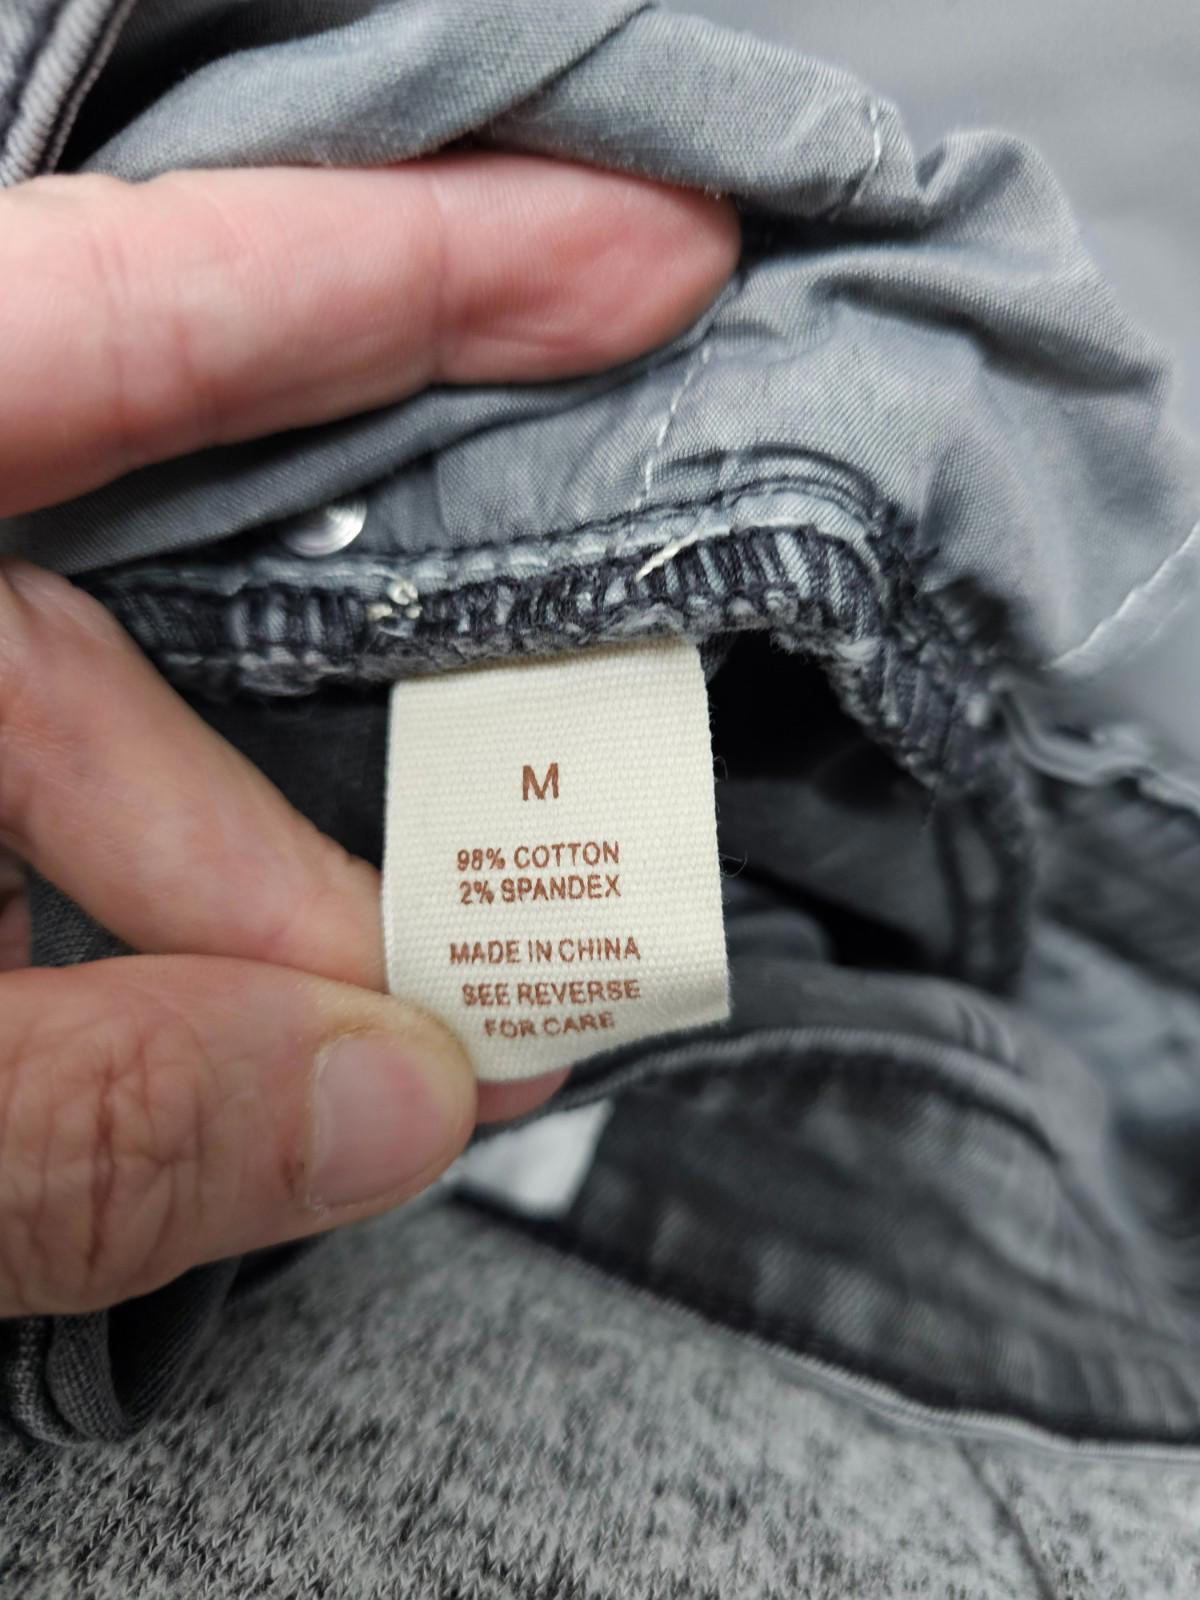 M
98% COTTON
2% SPANDEX
MADE IN CHINA
SEE REVERSE
FOR CARE